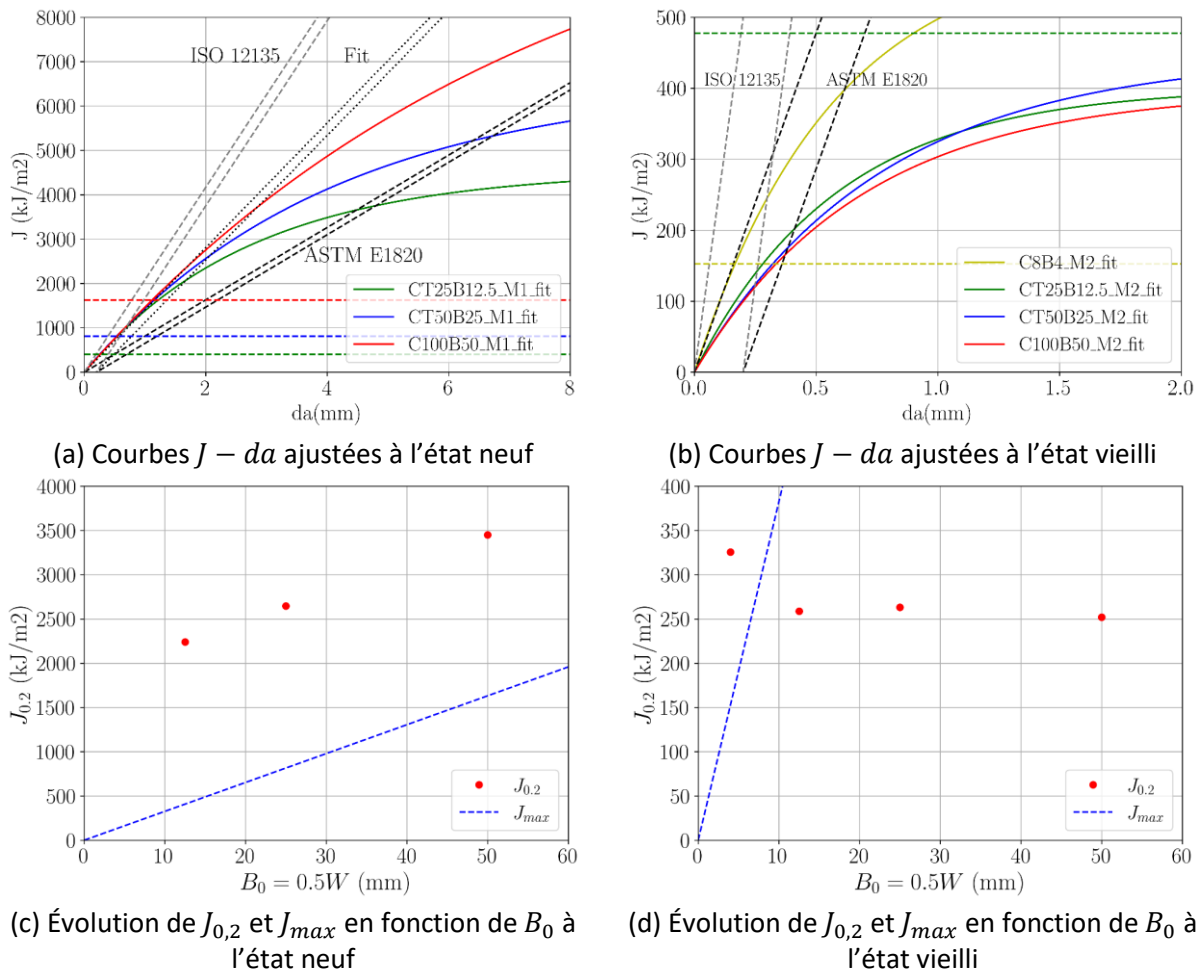 8000
7000
6000
5000
4000
3000
2000
1000
0
J (kJ/m2)
ISO 12135
Fit
ASTM E1820
CT25B12.5_M1_fit
CT50B25_M1_fit
C100B50_M1_fit
0 2 4 6 8
da(mm)
(a) Courbes J − da ajustées à l’état neuf
500
400
300
200
100
0
J (kJ/m2)
ISO 12135
ASTM E1820
C8B4_M2_fit
CT25B12.5_M2_fit
CT50B25_M2_fit
C100B50_M2_fit
0.0 0.5 1.0 1.5 2.0
da(mm)
(b) Courbes J − da ajustées à l’état vieilli
4000
3500
3000
2500
2000
1500
1000
500
0
J0.2 (kJ/m2)
J0.2
Jmax
0 10 20 30 40 50 60
B0 = 0.5W (mm)
(c) Évolution de J0,2 et Jmax en fonction de B0 à
l’état neuf
400
350
300
250
200
150
100
50
0
J0.2 (kJ/m2)
J0.2
Jmax
0 10 20 30 40 50 60
B0 = 0.5W (mm)
(d) Évolution de J0,2 et Jmax en fonction de B0 à
l’état vieilli